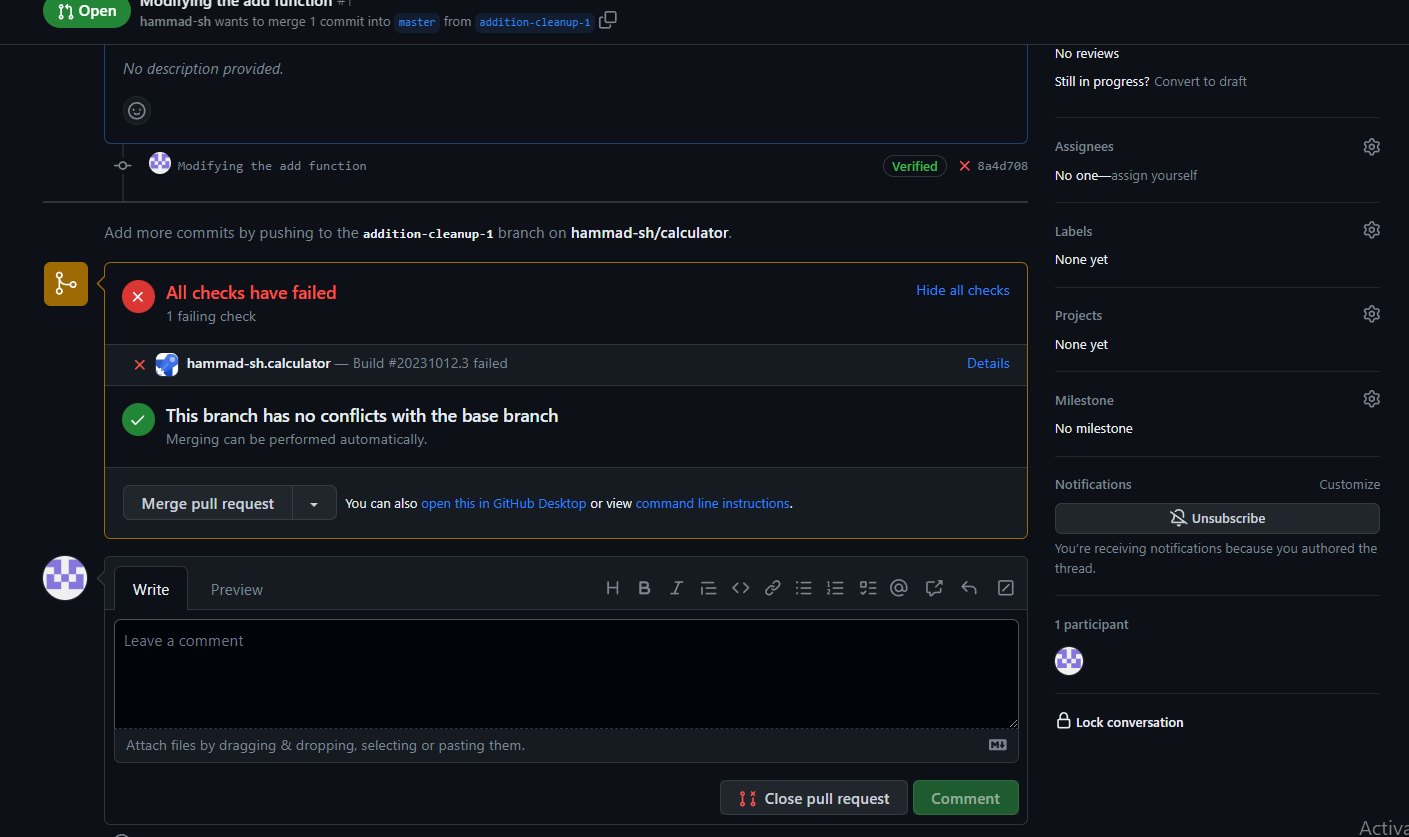 Open
Modifying the add function #1
hammad-sh wants to merge 1 commit into master from addition-cleanup-1
No description provided.
Modifying the add function
Verified
8a4d708
Add more commits by pushing to the addition-cleanup-1 branch on hammad-sh/calculator.
All checks have failed
1 failing check
Hide all checks
hammad-sh.calculator — Build #20231012.3 failed
Details
This branch has no conflicts with the base branch
Merging can be performed automatically.
Merge pull request
You can also open this in GitHub Desktop or view command line instructions.
Write
Preview
Leave a comment
Attach files by dragging & dropping, selecting or pasting them.
Close pull request
Comment
No reviews
Still in progress? Convert to draft
Assignees
No one—assign yourself
Labels
None yet
Projects
None yet
Milestone
No milestone
Notifications
Customize
Unsubscribe
You're receiving notifications because you authored the
thread.
1 participant
Lock conversation
Activa